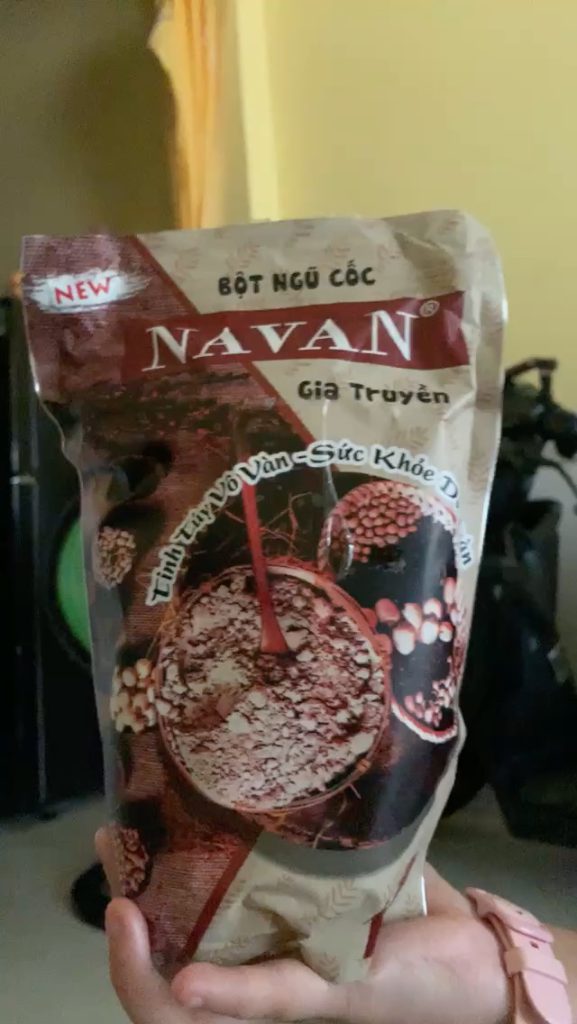 NEW
BỘT NGŨ CỐC
NAVAN®
Gia Truyền
Tinh Túy Vô Vàn - Sức Khỏe